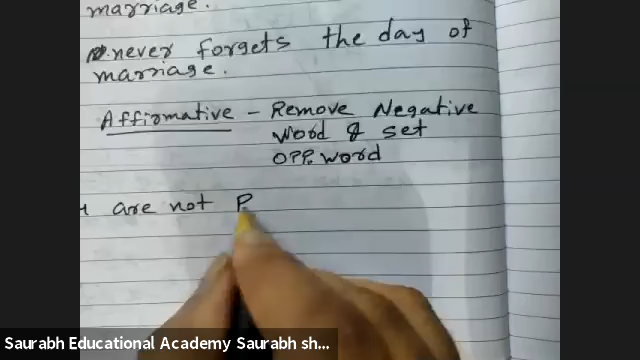 marriage.
never forgets the day of
marriage.
Affirmative - Remove Negative
Word & set
OPP. word
are not P
Saurabh Educational Academy Saurabh sh...